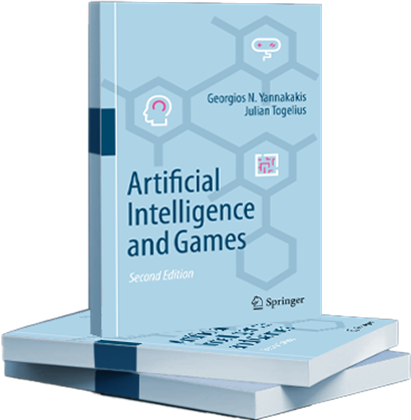 Georgios N. Yannakakis
Julian Togelius
Artificial
Intelligence
and Games
Second Edition
Springer